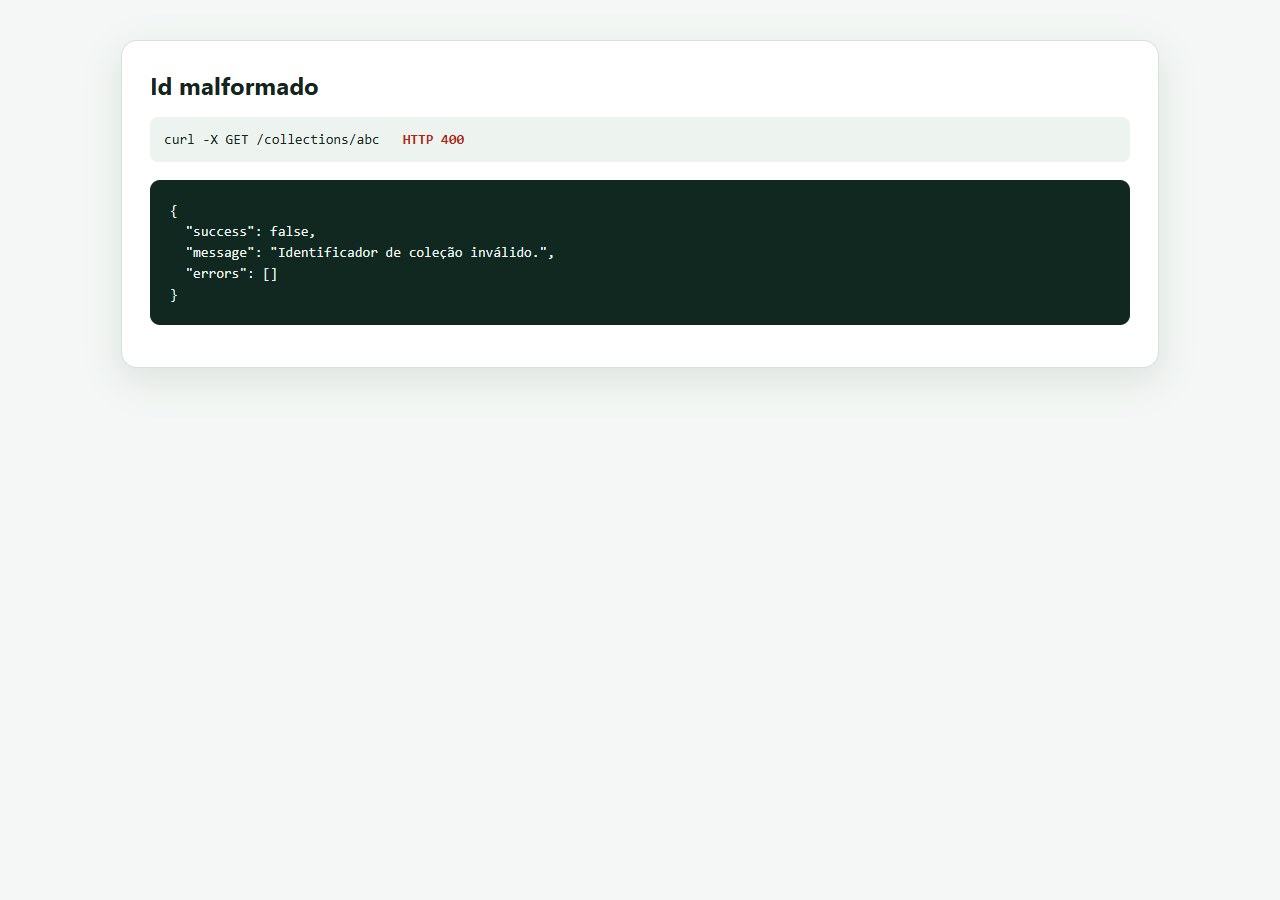 Id malformado
curl -X GET /collections/abc   HTTP 400
{
  "success": false,
  "message": "Identificador de coleção inválido.",
  "errors": []
}